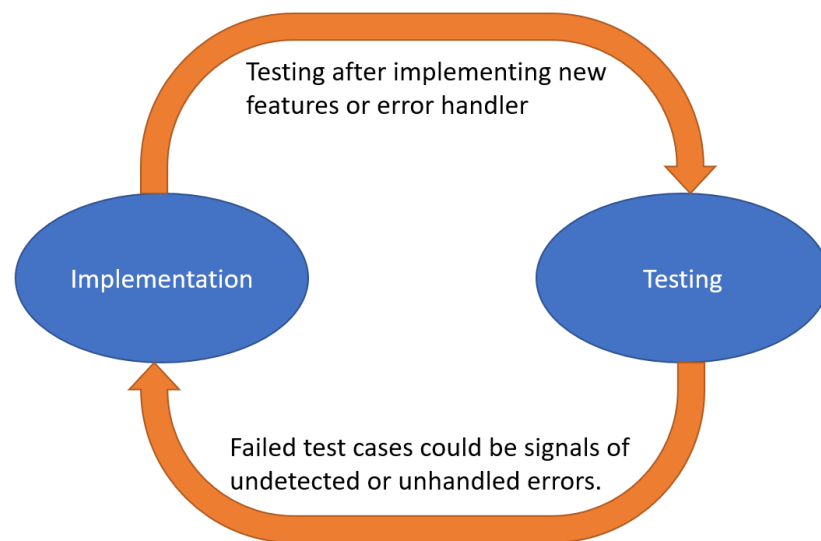 Testing after implementing new
features or error handler
Implementation
Testing
Failed test cases could be signals of
undetected or unhandled errors.